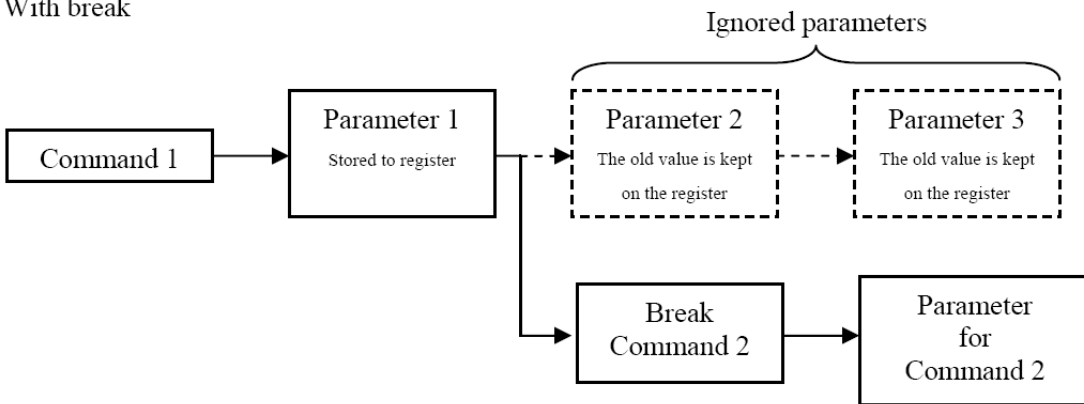 With break
Ignored parameters
Command 1
Parameter 1
Stored to register
Parameter 2
The old value is kept
on the register
Parameter 3
The old value is kept
on the register
Break
Command 2
Parameter
for
Command 2